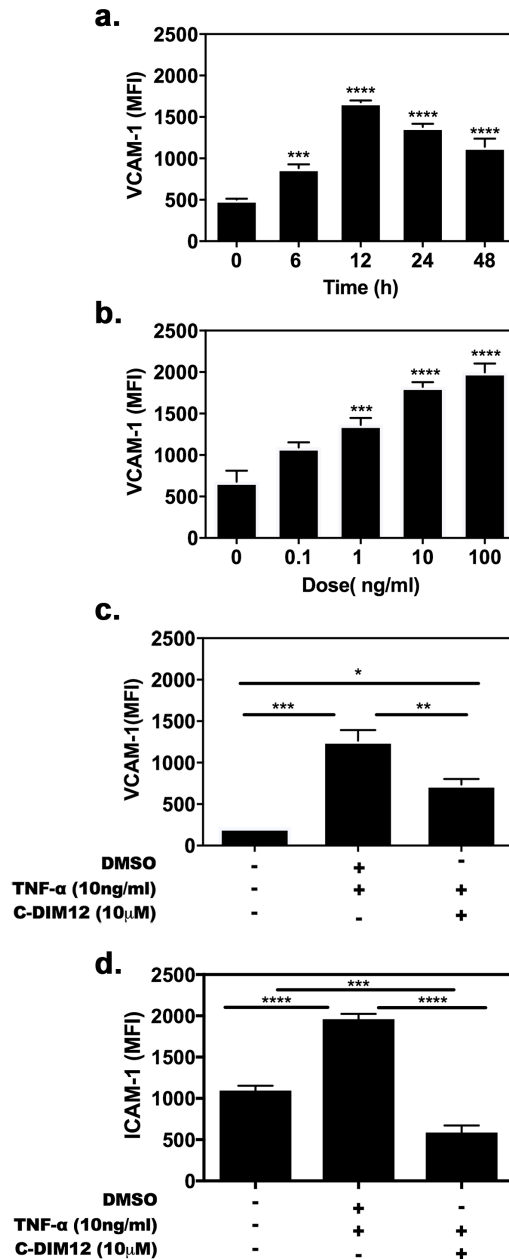 a.
VCAM-1 (MFI)
2500
2000
1500
1000
500
0
***
****
****
****
0 6 12 24 48
Time (h)
b.
VCAM-1 (MFI)
2500
2000
1500
1000
500
0
***
****
****
0 0.1 1 10 100
Dose( ng/ml)
c.
VCAM-1(MFI)
2500
2000
1500
1000
500
0
*
*** **
DMSO - + -
TNF-α (10ng/ml) - + +
C-DIM12 (10μM) - - +
d.
ICAM-1 (MFI)
2500
2000
1500
1000
500
0
***
**** ****
DMSO - + -
TNF-α (10ng/ml) - + +
C-DIM12 (10μM) - - +